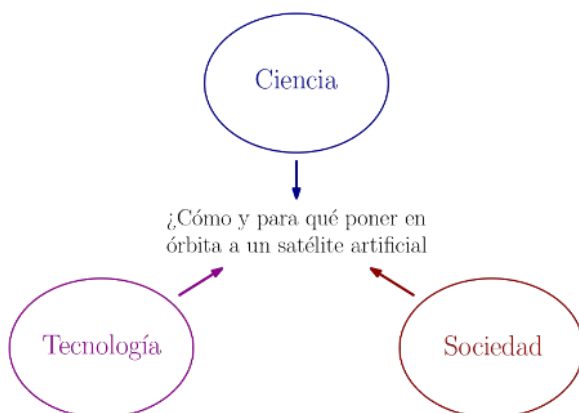 Ciencia
¿Cómo y para qué poner en
órbita a un satélite artificial
Tecnología
Sociedad